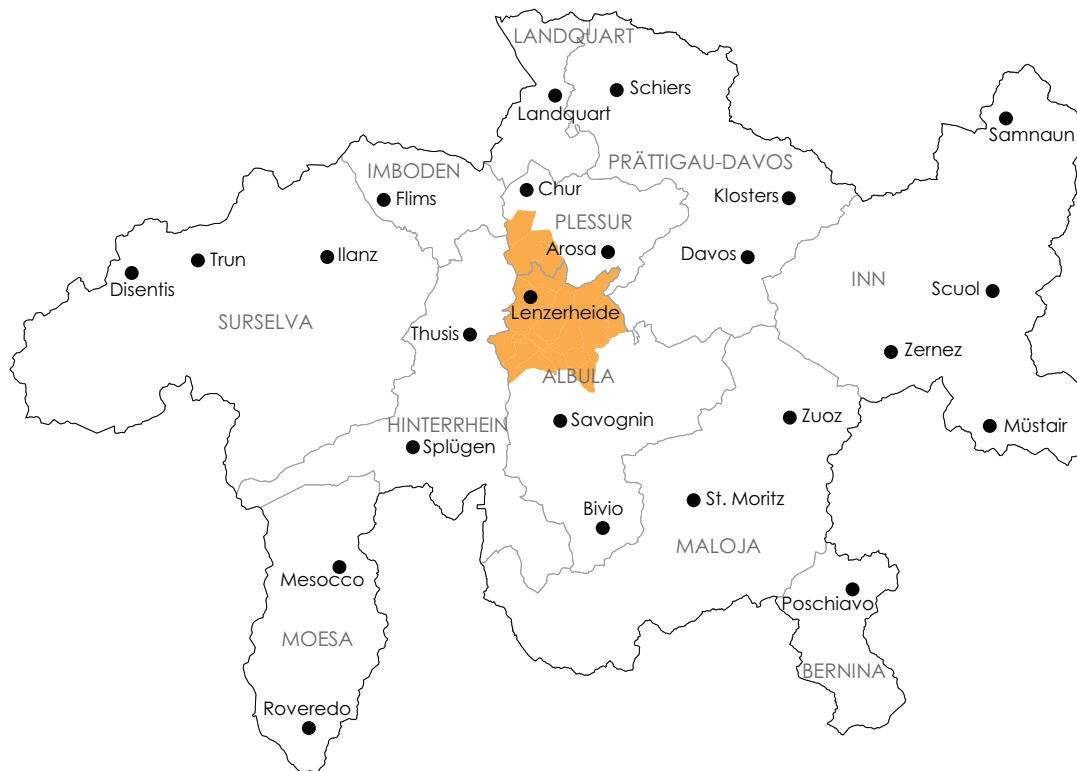 LANDQUART
Schiers
Landquart
Samnaun
PRÄTTIGAU-DAVOS
IMBODEN
Chur
Klosters
Flims
PLESSUR
Arosa
Davos
Ilanz
Trun
INN
Disentis
Scuol
Lenzerheide
SURSELVA
Thusis
Zernez
ALBULA
Zuoz
HINTERRHEIN
Savognin
Müstair
Splügen
St. Moritz
Bivio
MALOJA
Mesocco
Poschiavo
MOESA
BERNINA
Roveredo